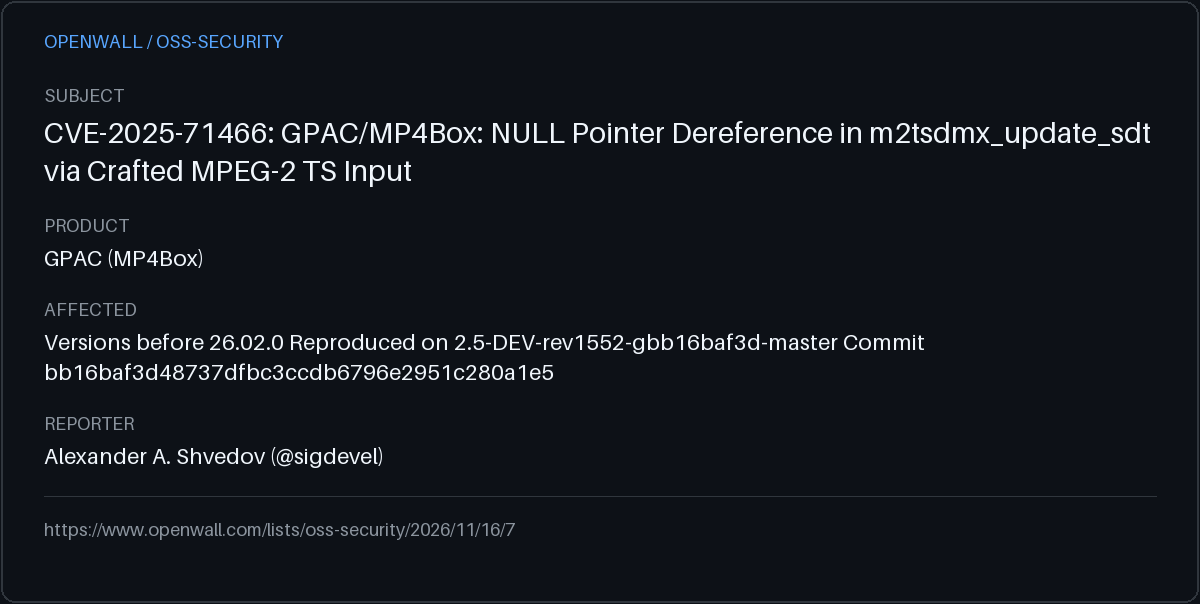 OPENWALL / OSS-SECURITY
SUBJECT
CVE-2025-71466: GPAC/MP4Box: NULL Pointer Dereference in m2tsdmx_update_sdt
via Crafted MPEG-2 TS Input
PRODUCT
GPAC (MP4Box)
AFFECTED
Versions before 26.02.0 Reproduced on 2.5-DEV-rev1552-gbb16baf3d-master Commit
bb16baf3d48737dfbc3ccdb6796e2951c280a1e5
REPORTER
Alexander A. Shvedov (@sigdevel)
https://www.openwall.com/lists/oss-security/2026/11/16/7